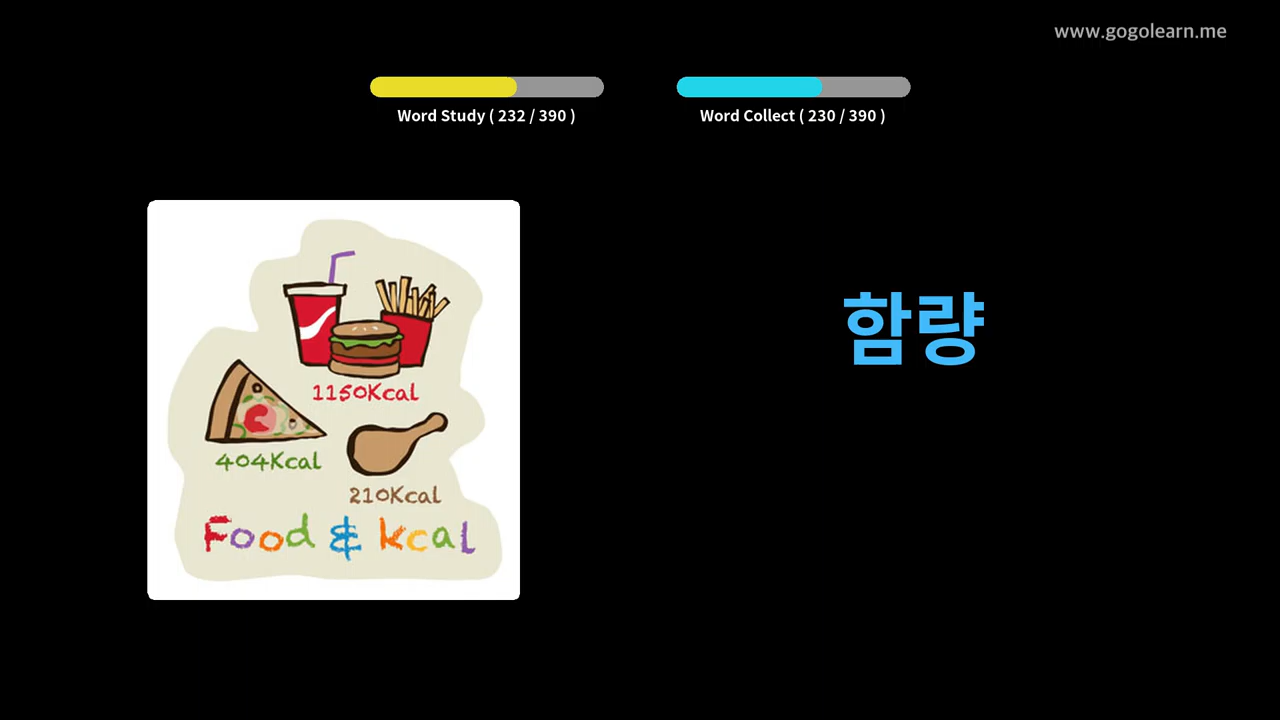 www.gogolearn.me
Word Study ( 232 / 390 )
Word Collect ( 230 / 390 )
함량
1150Kcal
404Kcal
210Kcal
Food & kcal